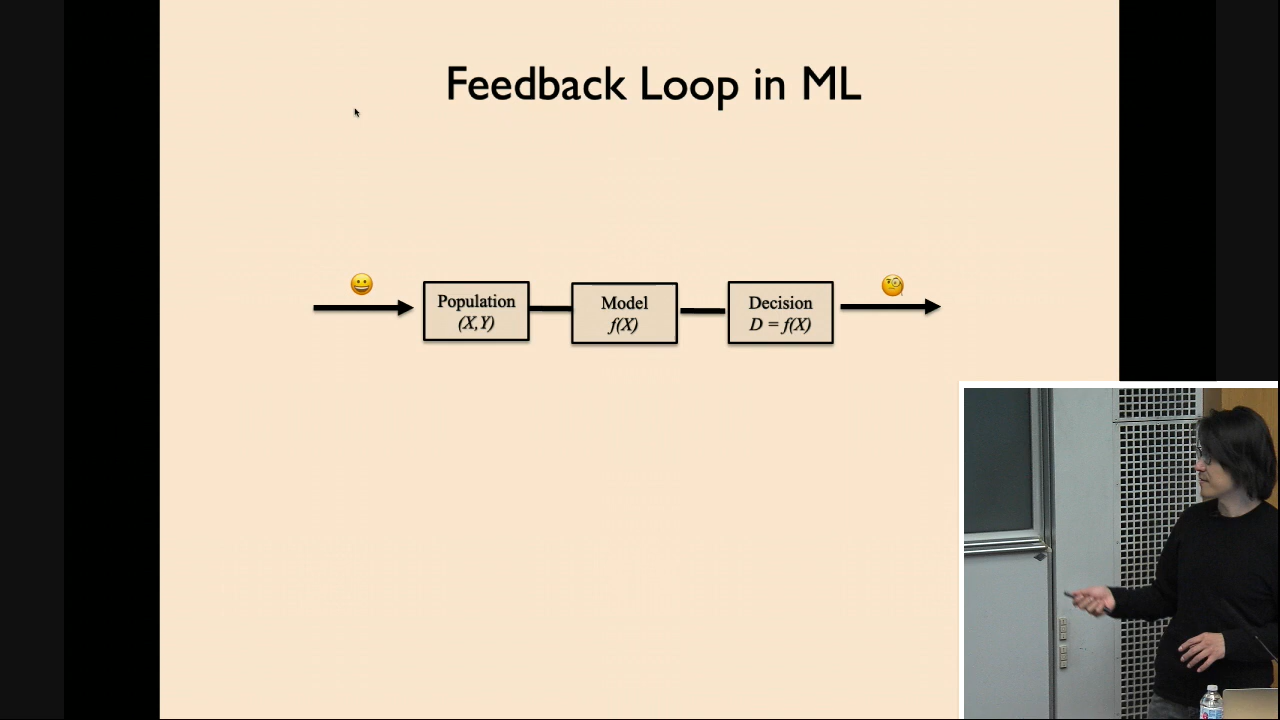 Feedback Loop in ML
Population
(X,Y)
Model
f(X)
Decision
D = f(X)